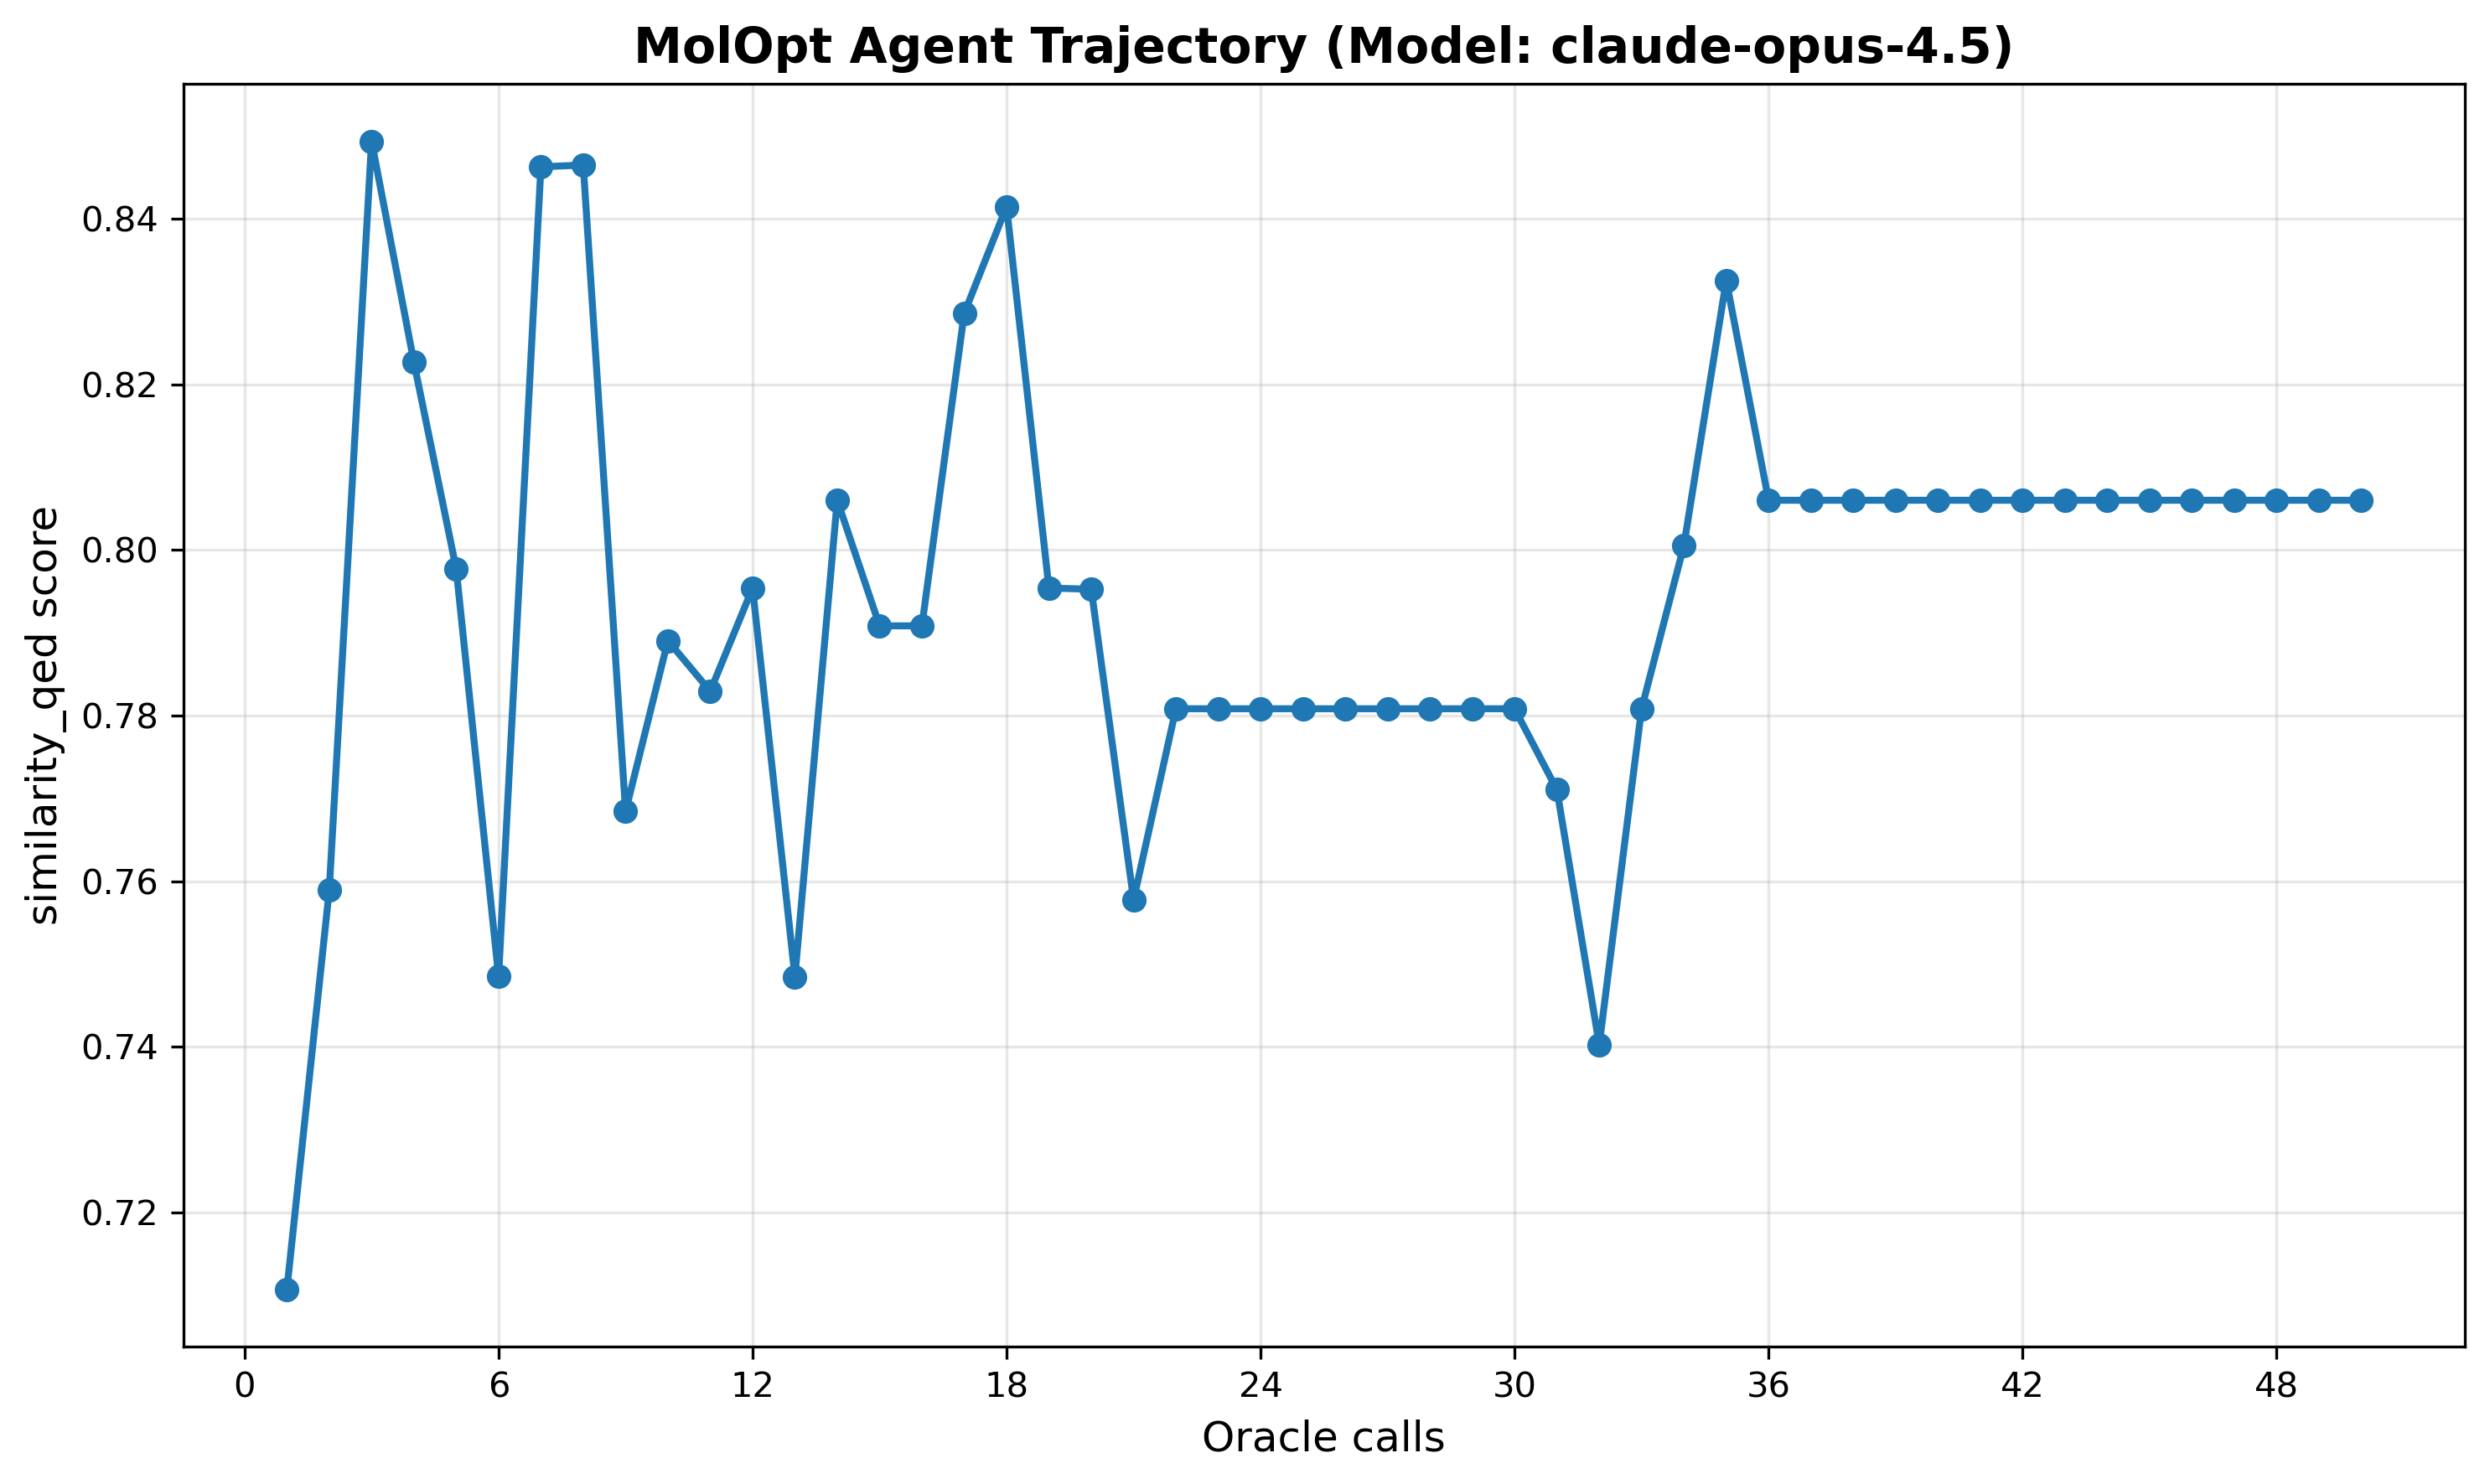 MolOpt Agent Trajectory (Model: claude-opus-4.5)
similarity_qed score
0.84
0.82
0.80
0.78
0.76
0.74
0.72
0 6 12 18 24 30 36 42 48
Oracle calls